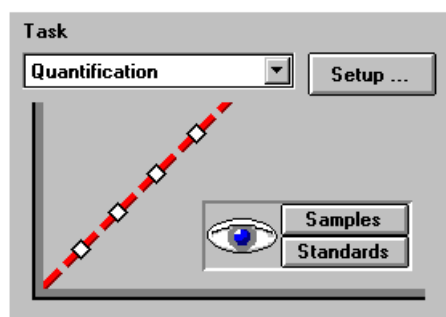 Task
Quantification
Setup ...
Samples
Standards